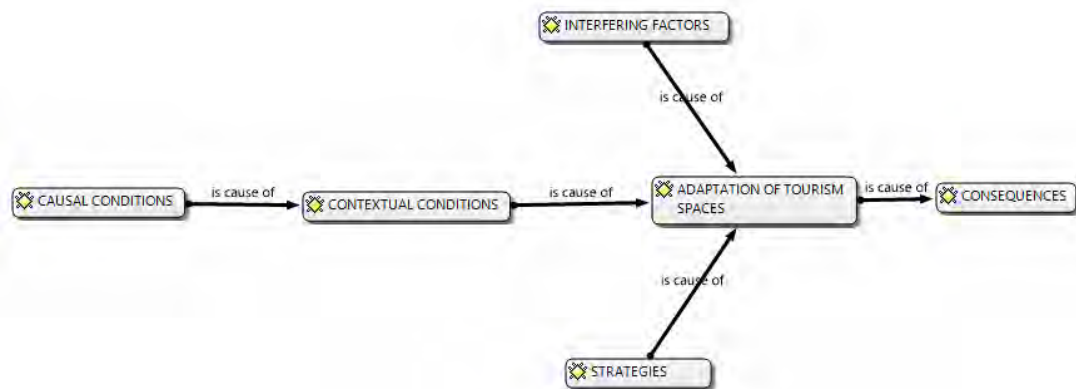 INTERFERING FACTORS
is cause of
CAUSAL CONDITIONS
is cause of
CONTEXTUAL CONDITIONS
is cause of
ADAPTATION OF TOURISM
SPACES
is cause of
CONSEQUENCES
is cause of
STRATEGIES